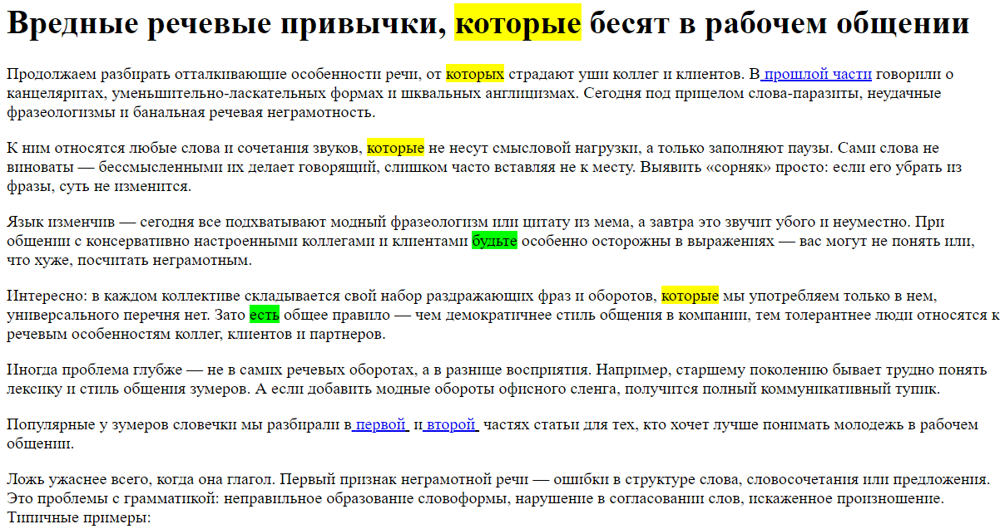 Вредные речевые привычки, которые бесят в рабочем общении
Продолжаем разбирать отталкивающие особенности речи, от которых страдают уши коллег и клиентов. В прошлой части говорили о
канцеляритах, уменьшительно-ласкательных формах и шквальных англицизмах. Сегодня под прицелом слова-паразиты, неудачные
фразеологизмы и банальная речевая неграмотность.
К ним относятся любые слова и сочетания звуков, которые не несут смысловой нагрузки, а только заполняют паузы. Сами слова не
виноваты — бессмысленными их делает говорящий, слишком часто вставляя не к месту. Выявить «сорняк» просто: если его убрать из
фразы, суть не изменится.
Язык изменчив — сегодня все подхватывают модный фразеологизм или цитату из мема, а завтра это звучит убого и неуместно. При
общении с консервативно настроенными коллегами и клиентами будьте особенно осторожны в выражениях — вас могут не понять или,
что хуже, посчитать неграмотным.
Интересно: в каждом коллективе складывается свой набор раздражающих фраз и оборотов, которые мы употребляем только в нем,
универсального перечня нет. Зато есть общее правило — чем демократичнее стиль общения в компании, тем толерантнее люди относятся к
речевым особенностям коллег, клиентов и партнеров.
Иногда проблема глубже — не в самих речевых оборотах, а в разнице восприятия. Например, старшему поколению бывает трудно понять
лексику и стиль общения зумеров. А если добавить модные обороты офисного сленга, получится полный коммуникативный тупик.
Популярные у зумеров словечки мы разбирали в первой и второй частях статьи для тех, кто хочет лучше понимать молодежь в рабочем
общении.
Ложь ужаснее всего, когда она глагол. Первый признак неграмотной речи — ошибки в структуре слова, словосочетания или предложения.
Это проблемы с грамматикой: неправильное образование словоформы, нарушение в согласовании слов, искаженное произношение.
Типичные примеры: